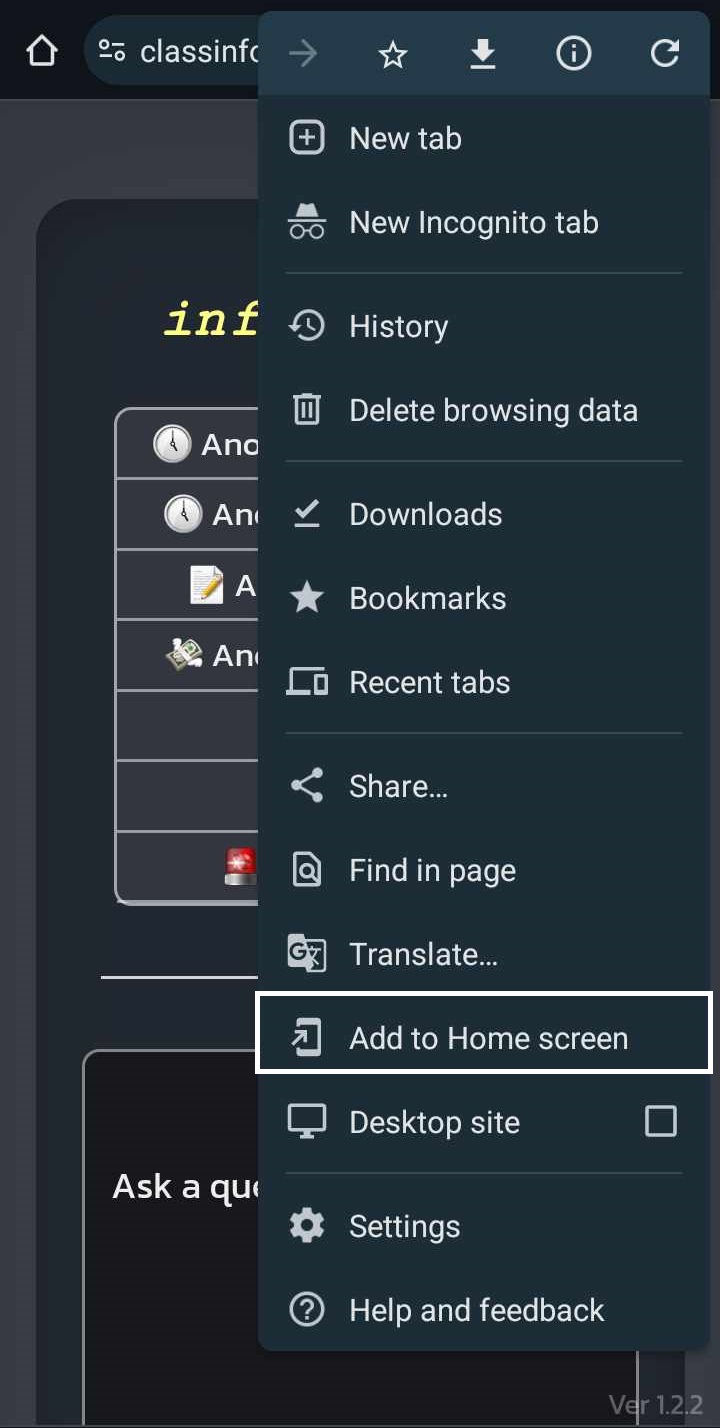 classinfo
New tab
New Incognito tab
inf
History
Delete browsing data
Ano
Downloads
Ano
Bookmarks
A
Recent tabs
Ano
Share...
Find in page
Translate...
Add to Home screen
Desktop site
Ask a que
Settings
Help and feedback
Ver 1.2.2